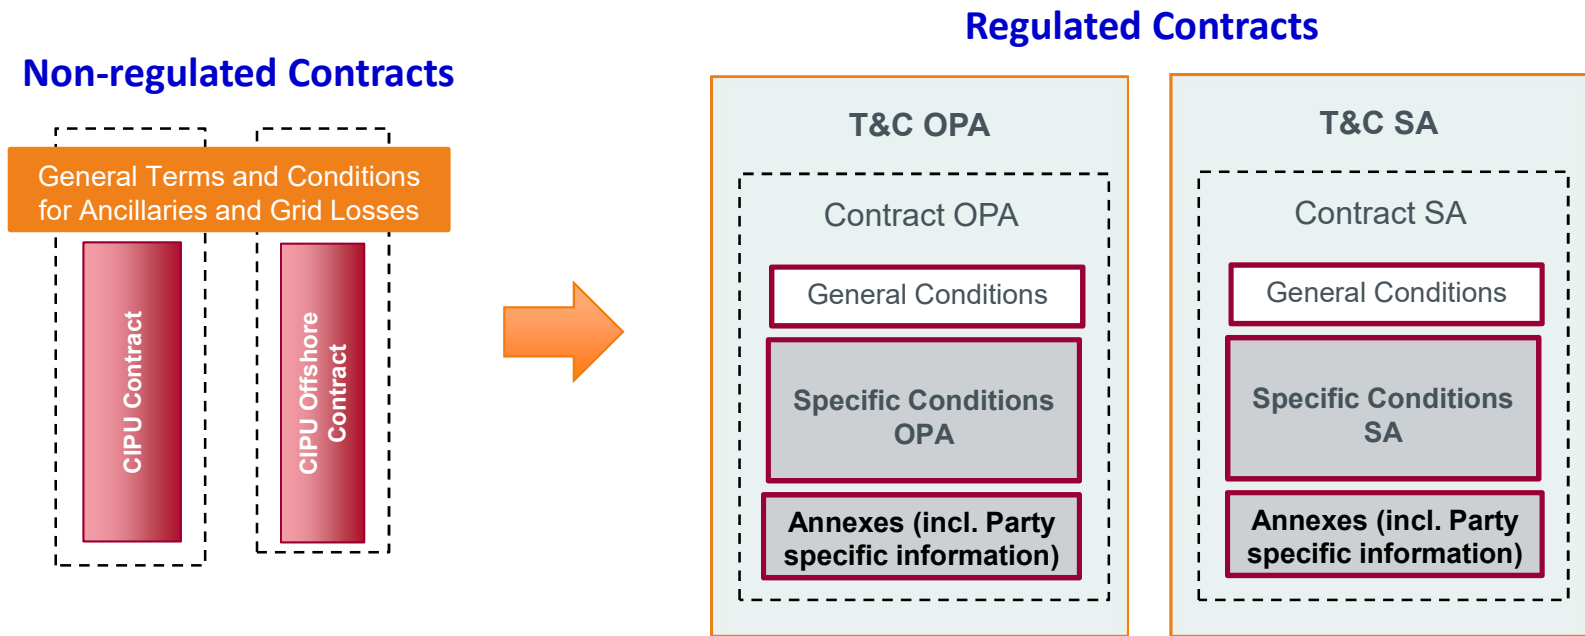 Non-regulated Contracts
General Terms and Conditions
for Ancillaries and Grid Losses
CIPU Contract
CIPU Offshore
Contract
Regulated Contracts
T&C OPA
Contract OPA
General Conditions
Specific Conditions
OPA
Annexes (incl. Party
specific information)
T&C SA
Contract SA
General Conditions
Specific Conditions
SA
Annexes (incl. Party
specific information)